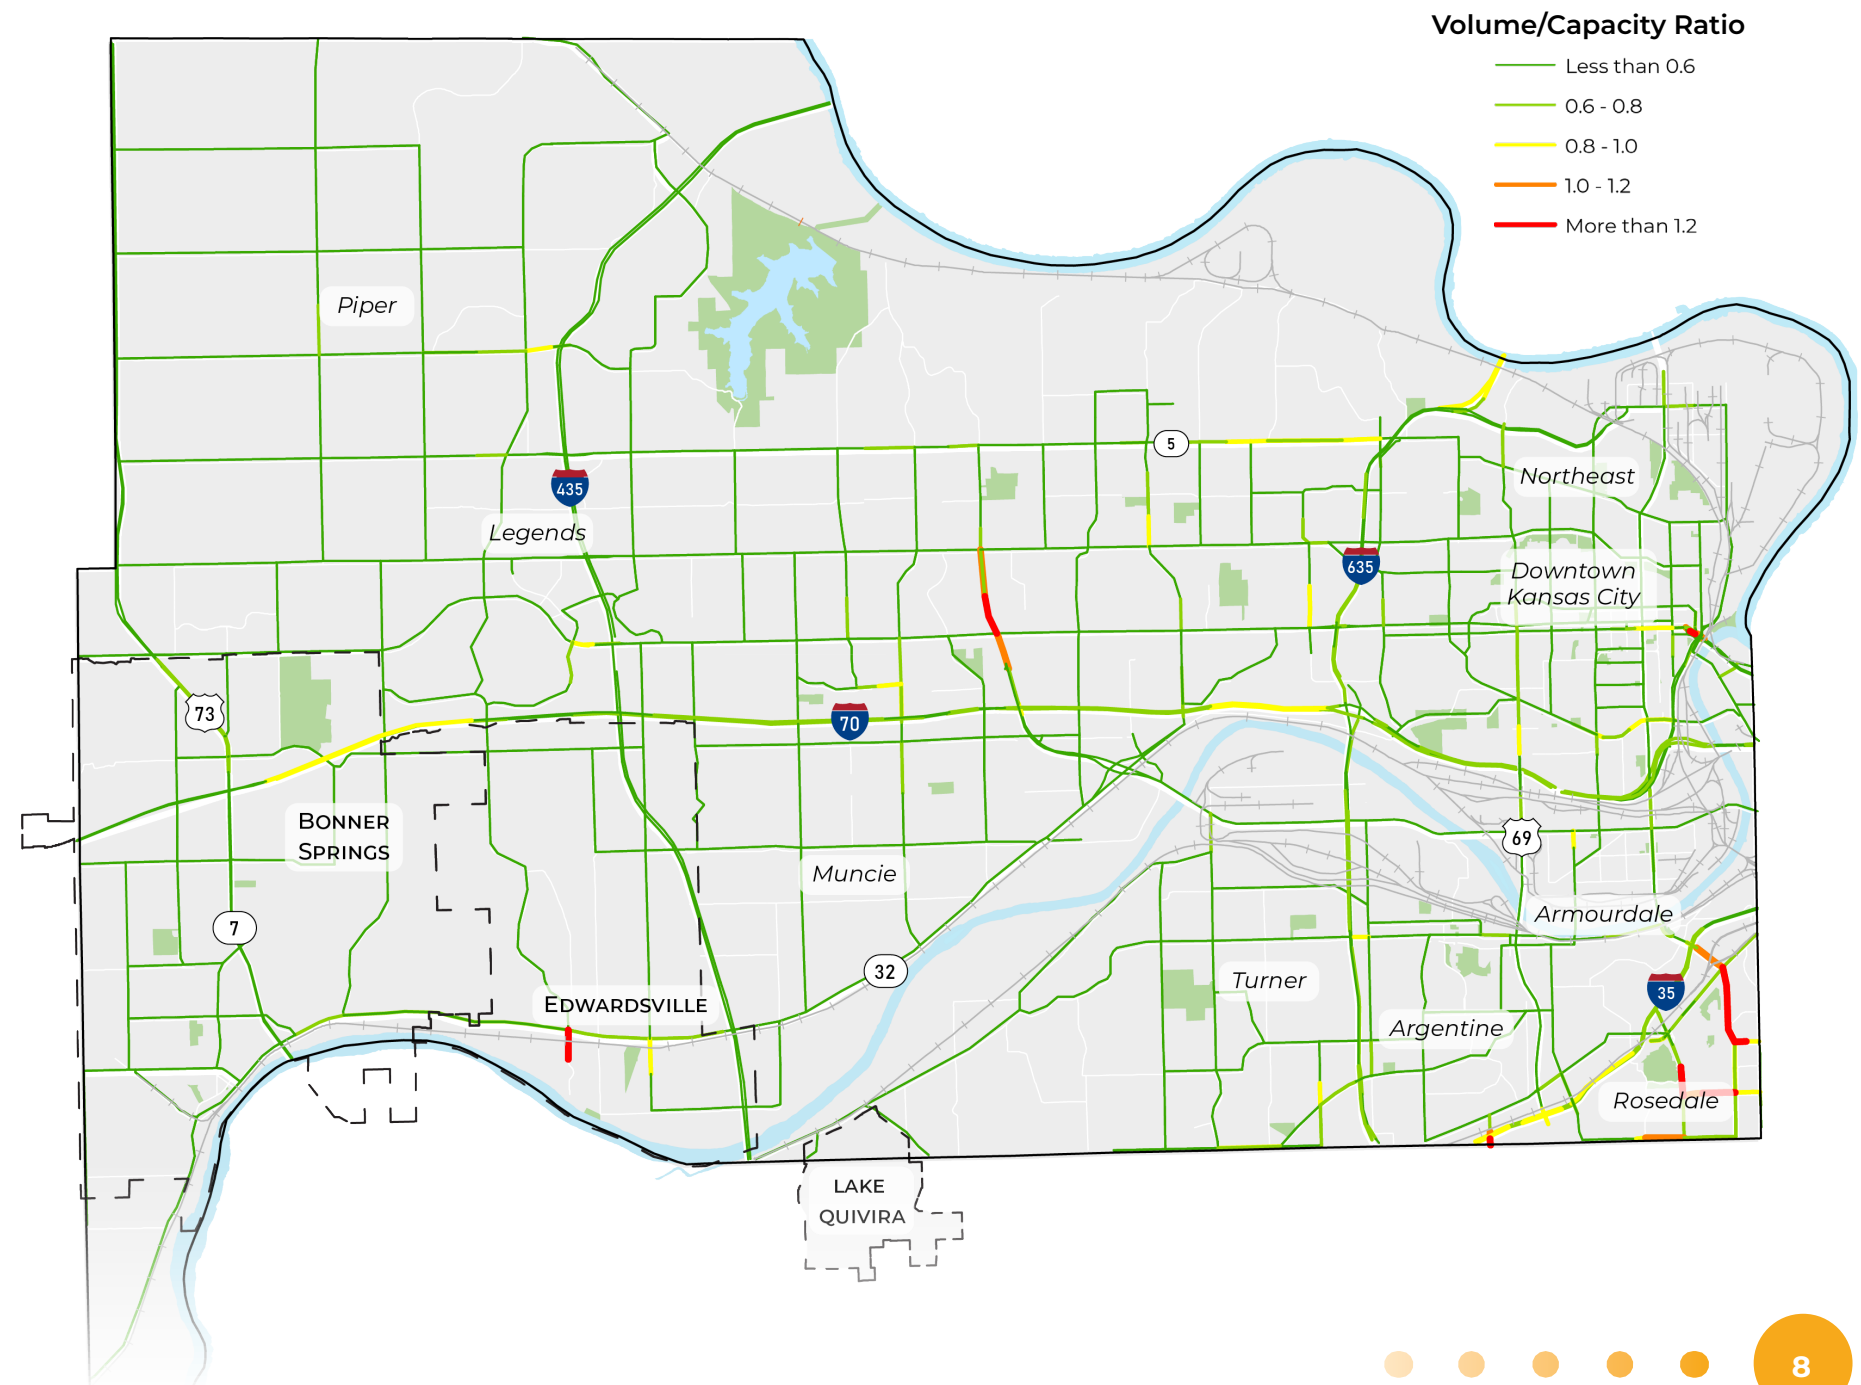 Volume/Capacity Ratio
Less than 0.6
0.6 - 0.8
0.8 - 1.0
1.0 - 1.2
More than 1.2
Piper
5
Northeast
435
Legends
635
Downtown
Kansas City
73
70
BONNER
SPRINGS
69
Muncie
7
Armourdale
32
Turner
35
EDWARDSVILLE
Argentine
Rosedale
LAKE
QUIVIRA
8